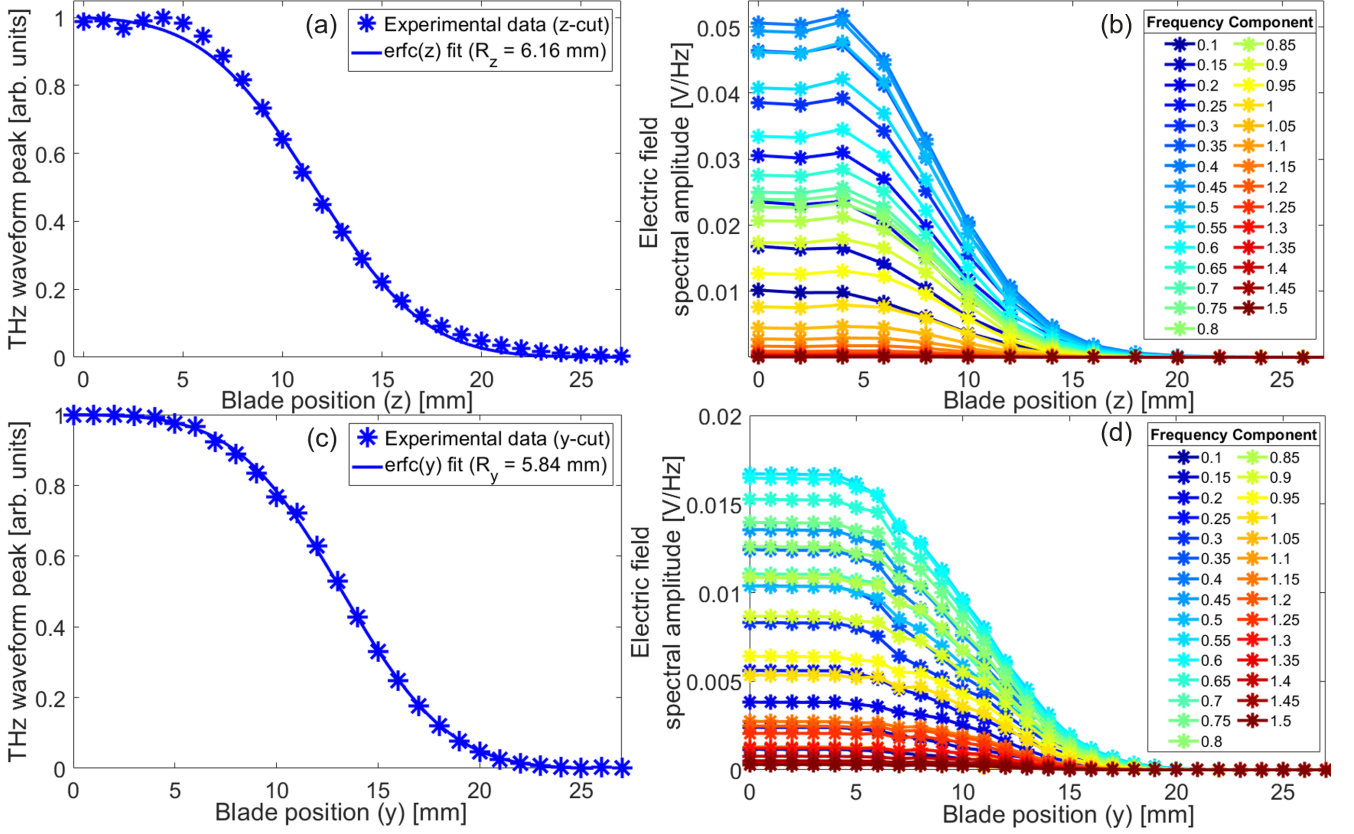 (a)
Experimental data (z-cut)
erfc(z) fit (R_z = 6.16 mm)
THz waveform peak [arb. units]
1
0.8
0.6
0.4
0.2
0
0 5 10 15 20 25
Blade position (z) [mm]
(b)
Electric field
spectral amplitude [V/Hz]
0.05
0.04
0.03
0.02
0.01
0 5 10 15 20 25
Blade position (z) [mm]
Frequency Component
0.1 0.85
0.15 0.9
0.2 0.95
0.25 1
0.3 1.05
0.35 1.1
0.4 1.15
0.45 1.2
0.5 1.25
0.55 1.3
0.6 1.35
0.65 1.4
0.7 1.45
0.75 1.5
0.8
(c)
Experimental data (y-cut)
erfc(y) fit (R_y = 5.84 mm)
THz waveform peak [arb. units]
1
0.8
0.6
0.4
0.2
0
0 5 10 15 20 25
Blade position (y) [mm]
(d)
Electric field
spectral amplitude [V/Hz]
0.02
0.015
0.01
0.005
0
0 5 10 15 20 25
Blade position (y) [mm]
Frequency Component
0.1 0.85
0.15 0.9
0.2 0.95
0.25 1
0.3 1.05
0.35 1.1
0.4 1.15
0.45 1.2
0.5 1.25
0.55 1.3
0.6 1.35
0.65 1.4
0.7 1.45
0.75 1.5
0.8